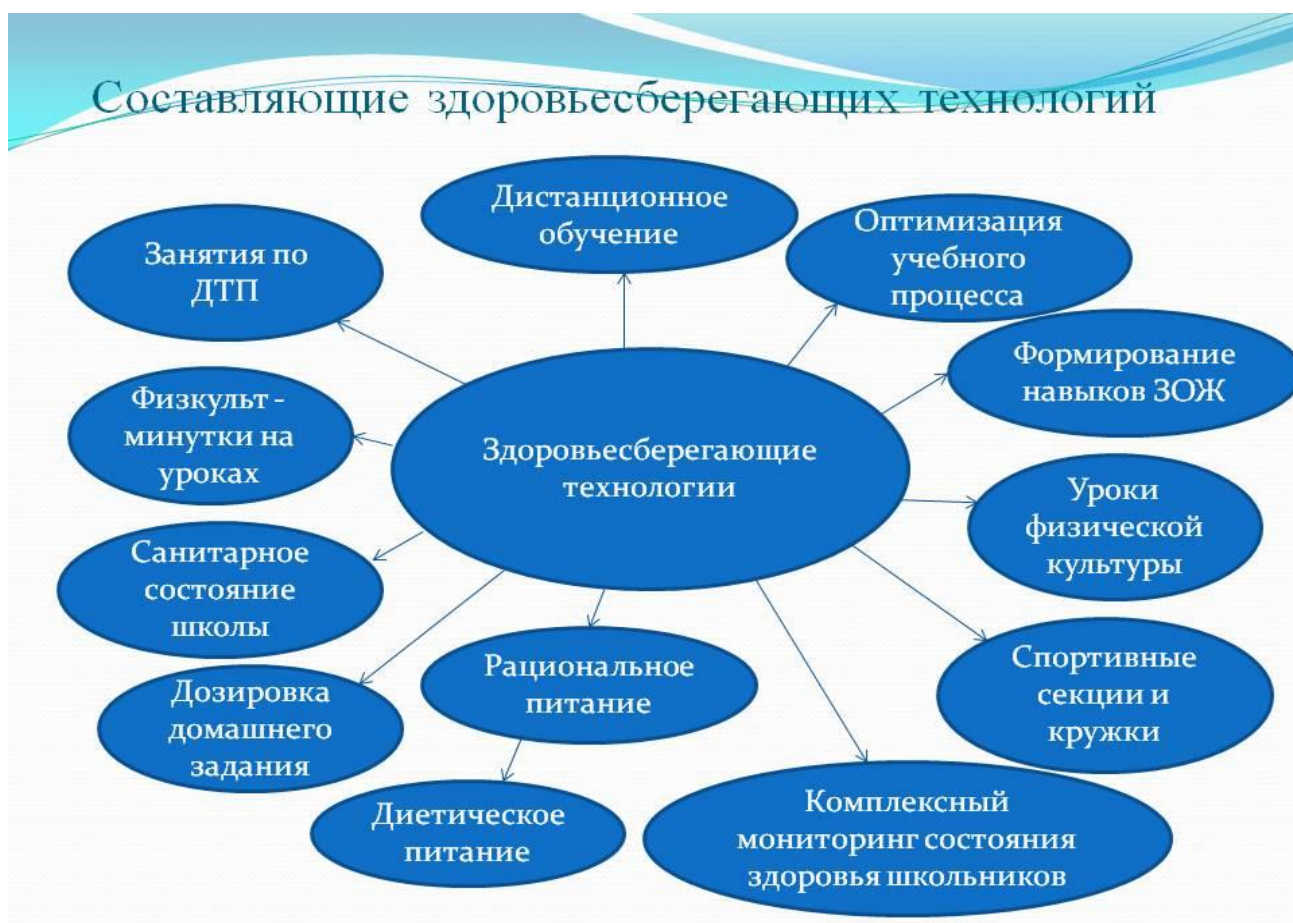 Составляющие здоровьесберегающих технологий
Дистанционное
обучение
Оптимизация
учебного
процесса
Занятия по
ДТП
Формирование
навыков ЗОЖ
Физкульт -
минутки на
уроках
Здоровьесберегающие
технологии
Уроки
физической
культуры
Санитарное
состояние
школы
Рациональное
питание
Спортивные
секции и
кружки
Дозировка
домашнего
задания
Диетическое
питание
Комплексный
мониторинг состояния
здоровья школьников